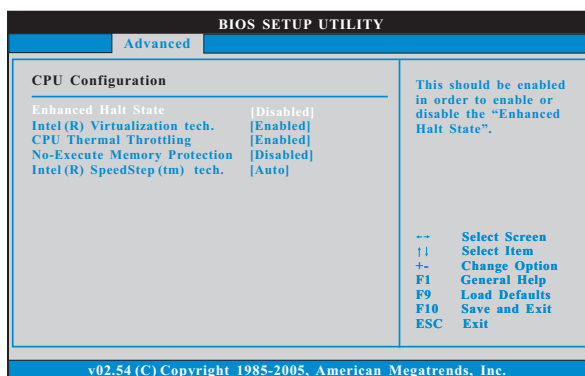 BIOS SETUP UTILITY
Advanced
CPU Configuration
Enhanced Halt State [Disabled]
Intel (R) Virtualization tech. [Enabled]
CPU Thermal Throttling [Enabled]
No-Execute Memory Protection [Disabled]
Intel (R) SpeedStep (tm) tech. [Auto]
This should be enabled
in order to enable or
disable the “Enhanced
Halt State”.
←→ Select Screen
↑↓ Select Item
+- Change Option
F1 General Help
F9 Load Defaults
F10 Save and Exit
ESC Exit
v02.54 (C) Copyright 1985-2005, American Megatrends, Inc.